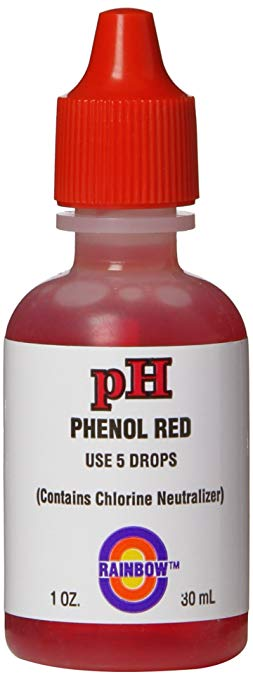 pH
PHENOL RED
USE 5 DROPS
(Contains Chlorine Neutralizer)
RAINBOW™
1 OZ. 30 mL